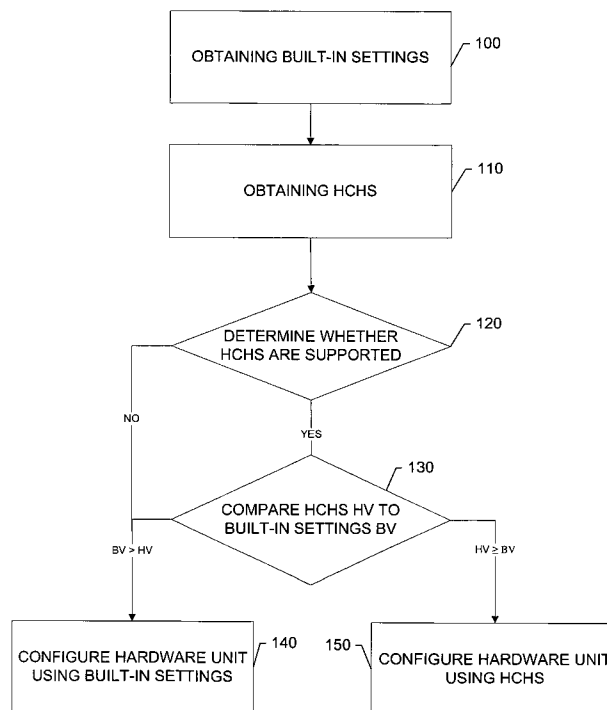 OBTAINING BUILT-IN SETTINGS
100
OBTAINING HCHS
110
DETERMINE WHETHER
HCHS ARE SUPPORTED
120
NO
YES
130
COMPARE HCHS HV TO
BUILT-IN SETTINGS BV
BV > HV
HV ≥ BV
140
CONFIGURE HARDWARE UNIT
USING BUILT-IN SETTINGS
150
CONFIGURE HARDWARE UNIT
USING HCHS